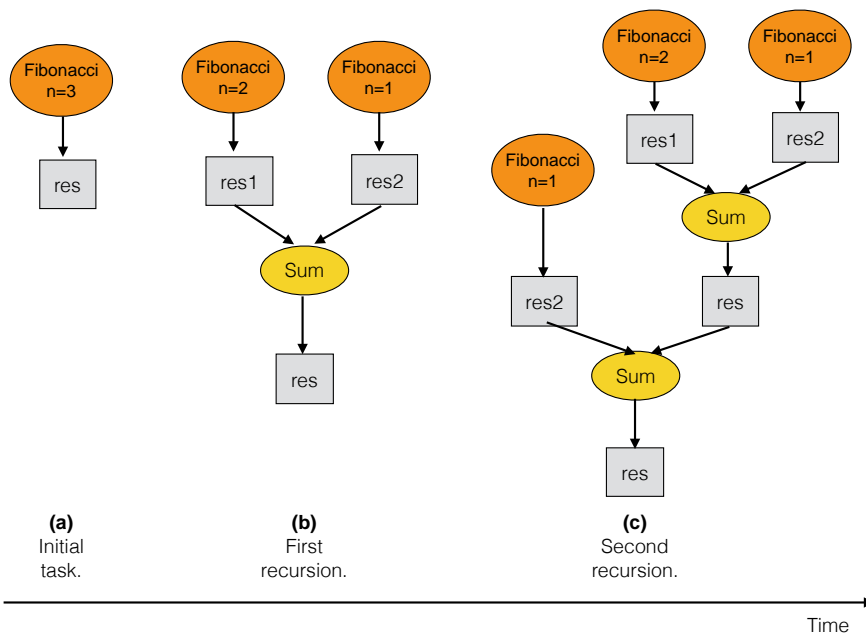 Fibonacci
n=3
res
Fibonacci
n=2
Fibonacci
n=1
res1
res2
Sum
res
Fibonacci
n=2
Fibonacci
n=1
res1
res2
Fibonacci
n=1
Sum
res2
res
Sum
res
(a)
Initial
task.
(b)
First
recursion.
(c)
Second
recursion.
Time